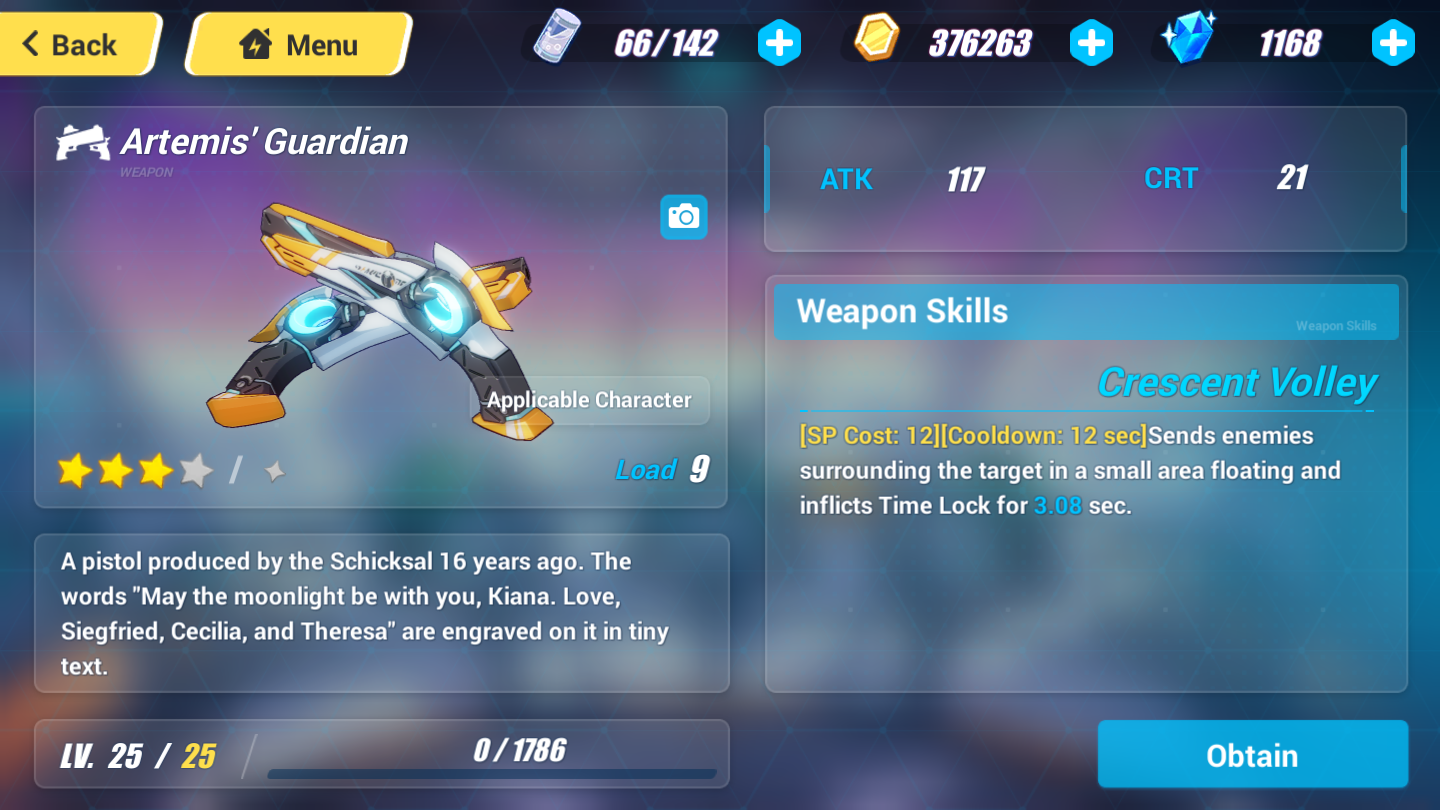 Back
Menu
66/142
376263
1168
Artemis' Guardian
WEAPON
Applicable Character
/
Load 9
A pistol produced by the Schicksal 16 years ago. The
words "May the moonlight be with you, Kiana. Love,
Siegfried, Cecilia, and Theresa" are engraved on it in tiny
text.
LV. 25 / 25
0/1786
ATK 117
CRT 21
Weapon Skills
Weapon Skills
Crescent Volley
[SP Cost: 12][Cooldown: 12 sec]Sends enemies
surrounding the target in a small area floating and
inflicts Time Lock for 3.08 sec.
Obtain